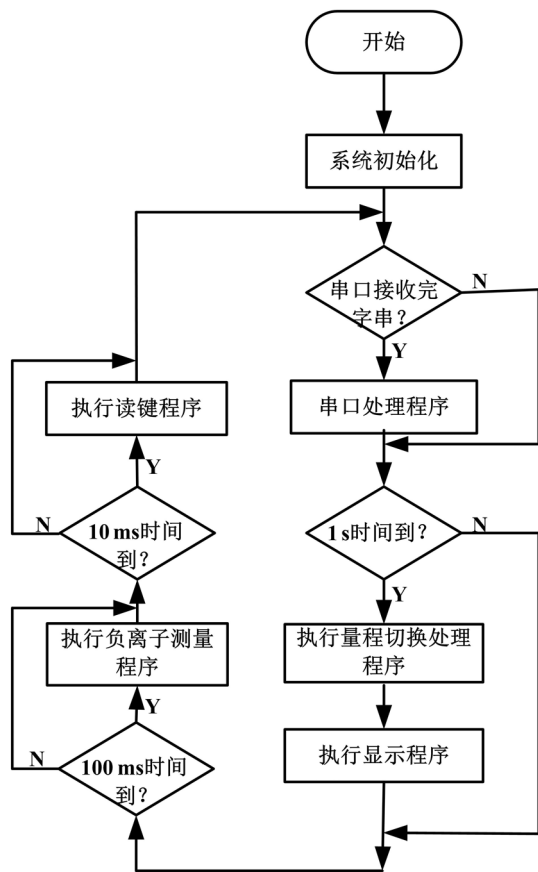 开始
系统初始化
串口接收完
字串?
N
Y
串口处理程序
1 s时间到?
N
Y
执行量程切换处理
程序
执行显示程序
100 ms时间
到?
N
Y
执行负离子测量
程序
10 ms时间
到?
N
Y
执行读键程序